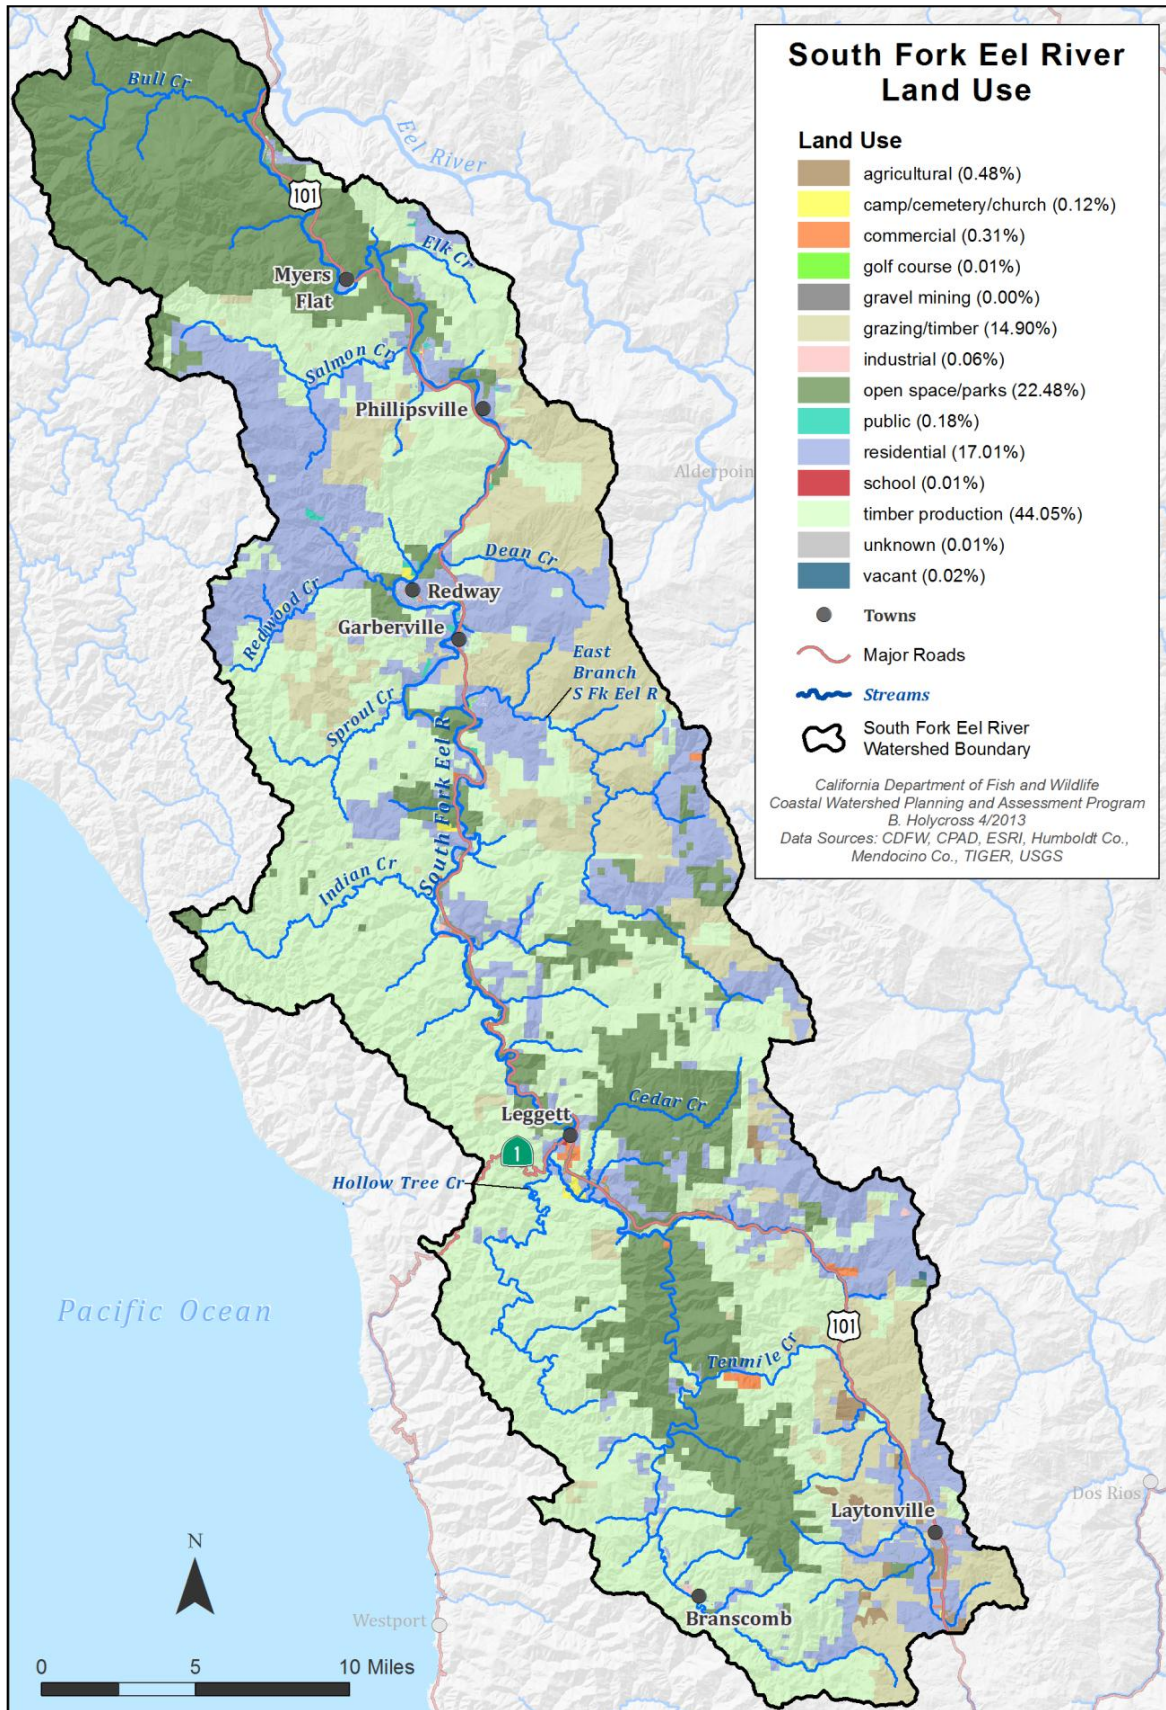 South Fork Eel River
Land Use
Land Use
agricultural (0.48%)
camp/cemetery/church (0.12%)
commercial (0.31%)
golf course (0.01%)
gravel mining (0.00%)
grazing/timber (14.90%)
industrial (0.06%)
open space/parks (22.48%)
public (0.18%)
residential (17.01%)
school (0.01%)
timber production (44.05%)
unknown (0.01%)
vacant (0.02%)
Towns
Major Roads
Streams
South Fork Eel River
Watershed Boundary
California Department of Fish and Wildlife
Coastal Watershed Planning and Assessment Program
B. Holycross 4/2013
Data Sources: CDFW, CPAD, ESRI, Humboldt Co.,
Mendocino Co., TIGER, USGS
Bull Cr
Eel River
101
Elk Cr
Myers
Flat
Salmon Cr
Phillipsville
Alderpoin
Dean Cr
Redway
Redwood Cr
Garberville
East
Branch
S Fk Eel R
Sproul Cr
South Fork Eel R
Indian Cr
Cedar Cr
Leggett
1
Hollow Tree Cr
Pacific Ocean
101
Tenmile Cr
Dos Rios
Laytonville
Branscomb
Westport
N
0 5 10 Miles